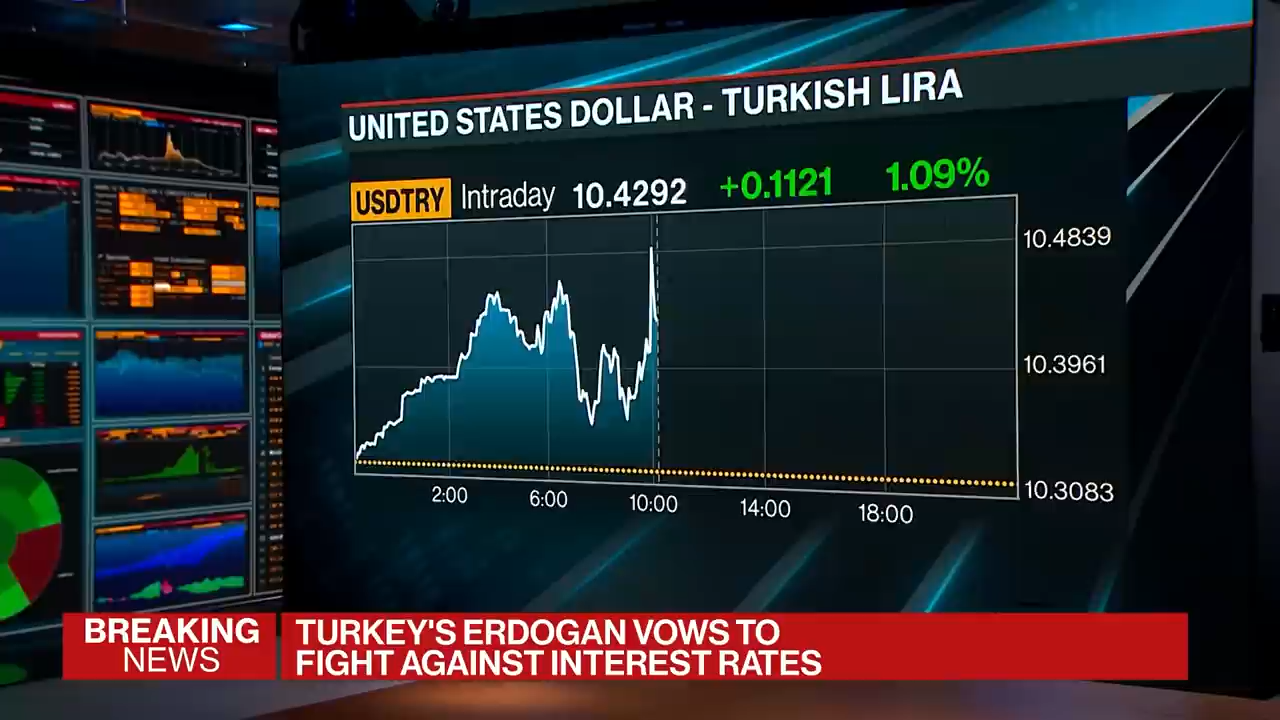 UNITED STATES DOLLAR - TURKISH LIRA
USDTRY Intraday 10.4292 +0.1121 1.09%
10.4839
10.3961
10.3083
2:00 6:00 10:00 14:00 18:00
BREAKING
NEWS
TURKEY'S ERDOGAN VOWS TO
FIGHT AGAINST INTEREST RATES